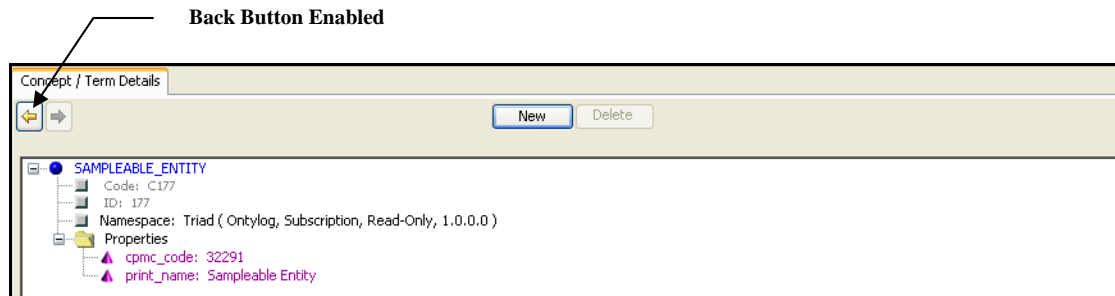 Back Button Enabled
Concept / Term Details
New Delete
SAMPLEABLE_ENTITY
Code: C177
ID: 177
Namespace: Triad ( Ontylog, Subscription, Read-Only, 1.0.0.0 )
Properties
cpmc_code: 32291
print_name: Sampleable Entity